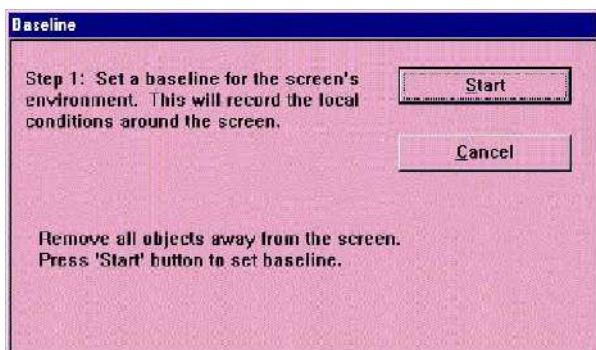 Baseline
Step 1: Set a baseline for the screen's
environment. This will record the local
conditions around the screen.
Start
Cancel
Remove all objects away from the screen.
Press 'Start' button to set baseline.